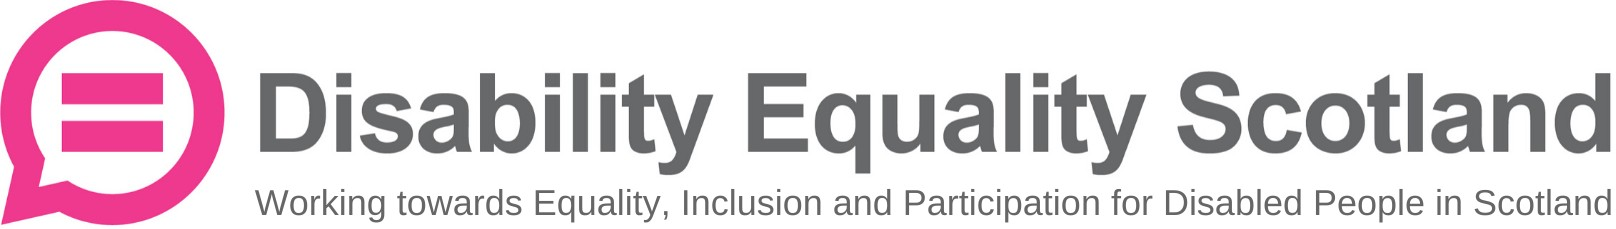 Disability Equality Scotland
Working towards Equality, Inclusion and Participation for Disabled People in Scotland